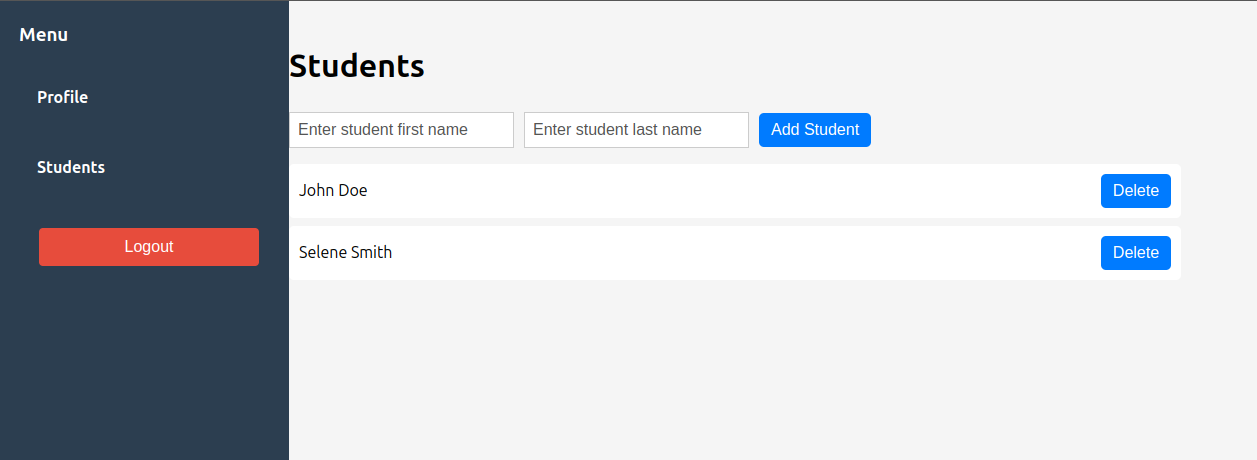 Menu
Profile
Students
Logout
Students
Enter student first name Enter student last name Add Student
John Doe Delete
Selene Smith Delete